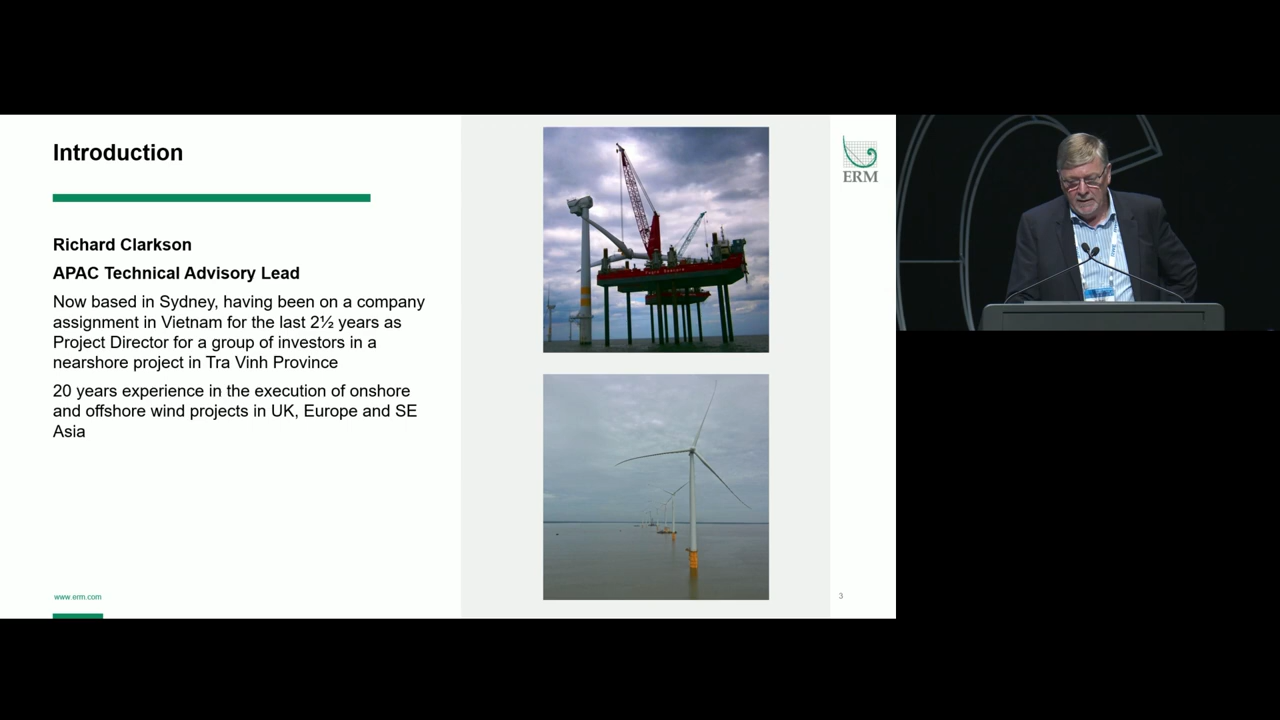 Introduction
Richard Clarkson
APAC Technical Advisory Lead
Now based in Sydney, having been on a company
assignment in Vietnam for the last 2½ years as
Project Director for a group of investors in a
nearshore project in Tra Vinh Province
20 years experience in the execution of onshore
and offshore wind projects in UK, Europe and SE
Asia
www.erm.com
ERM
3